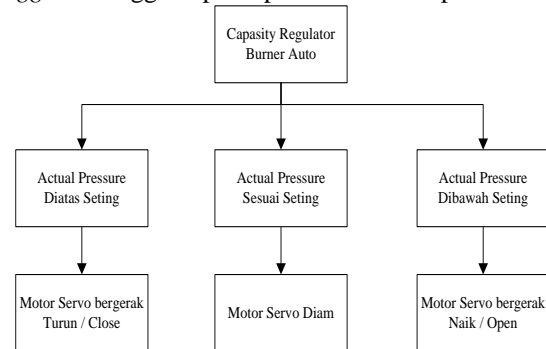 Capasity Regulator
Burner Auto
Actual Pressure
Diatas Seting
Actual Pressure
Sesuai Seting
Actual Pressure
Dibawah Seting
Motor Servo bergerak
Turun / Close
Motor Servo Diam
Motor Servo bergerak
Naik / Open